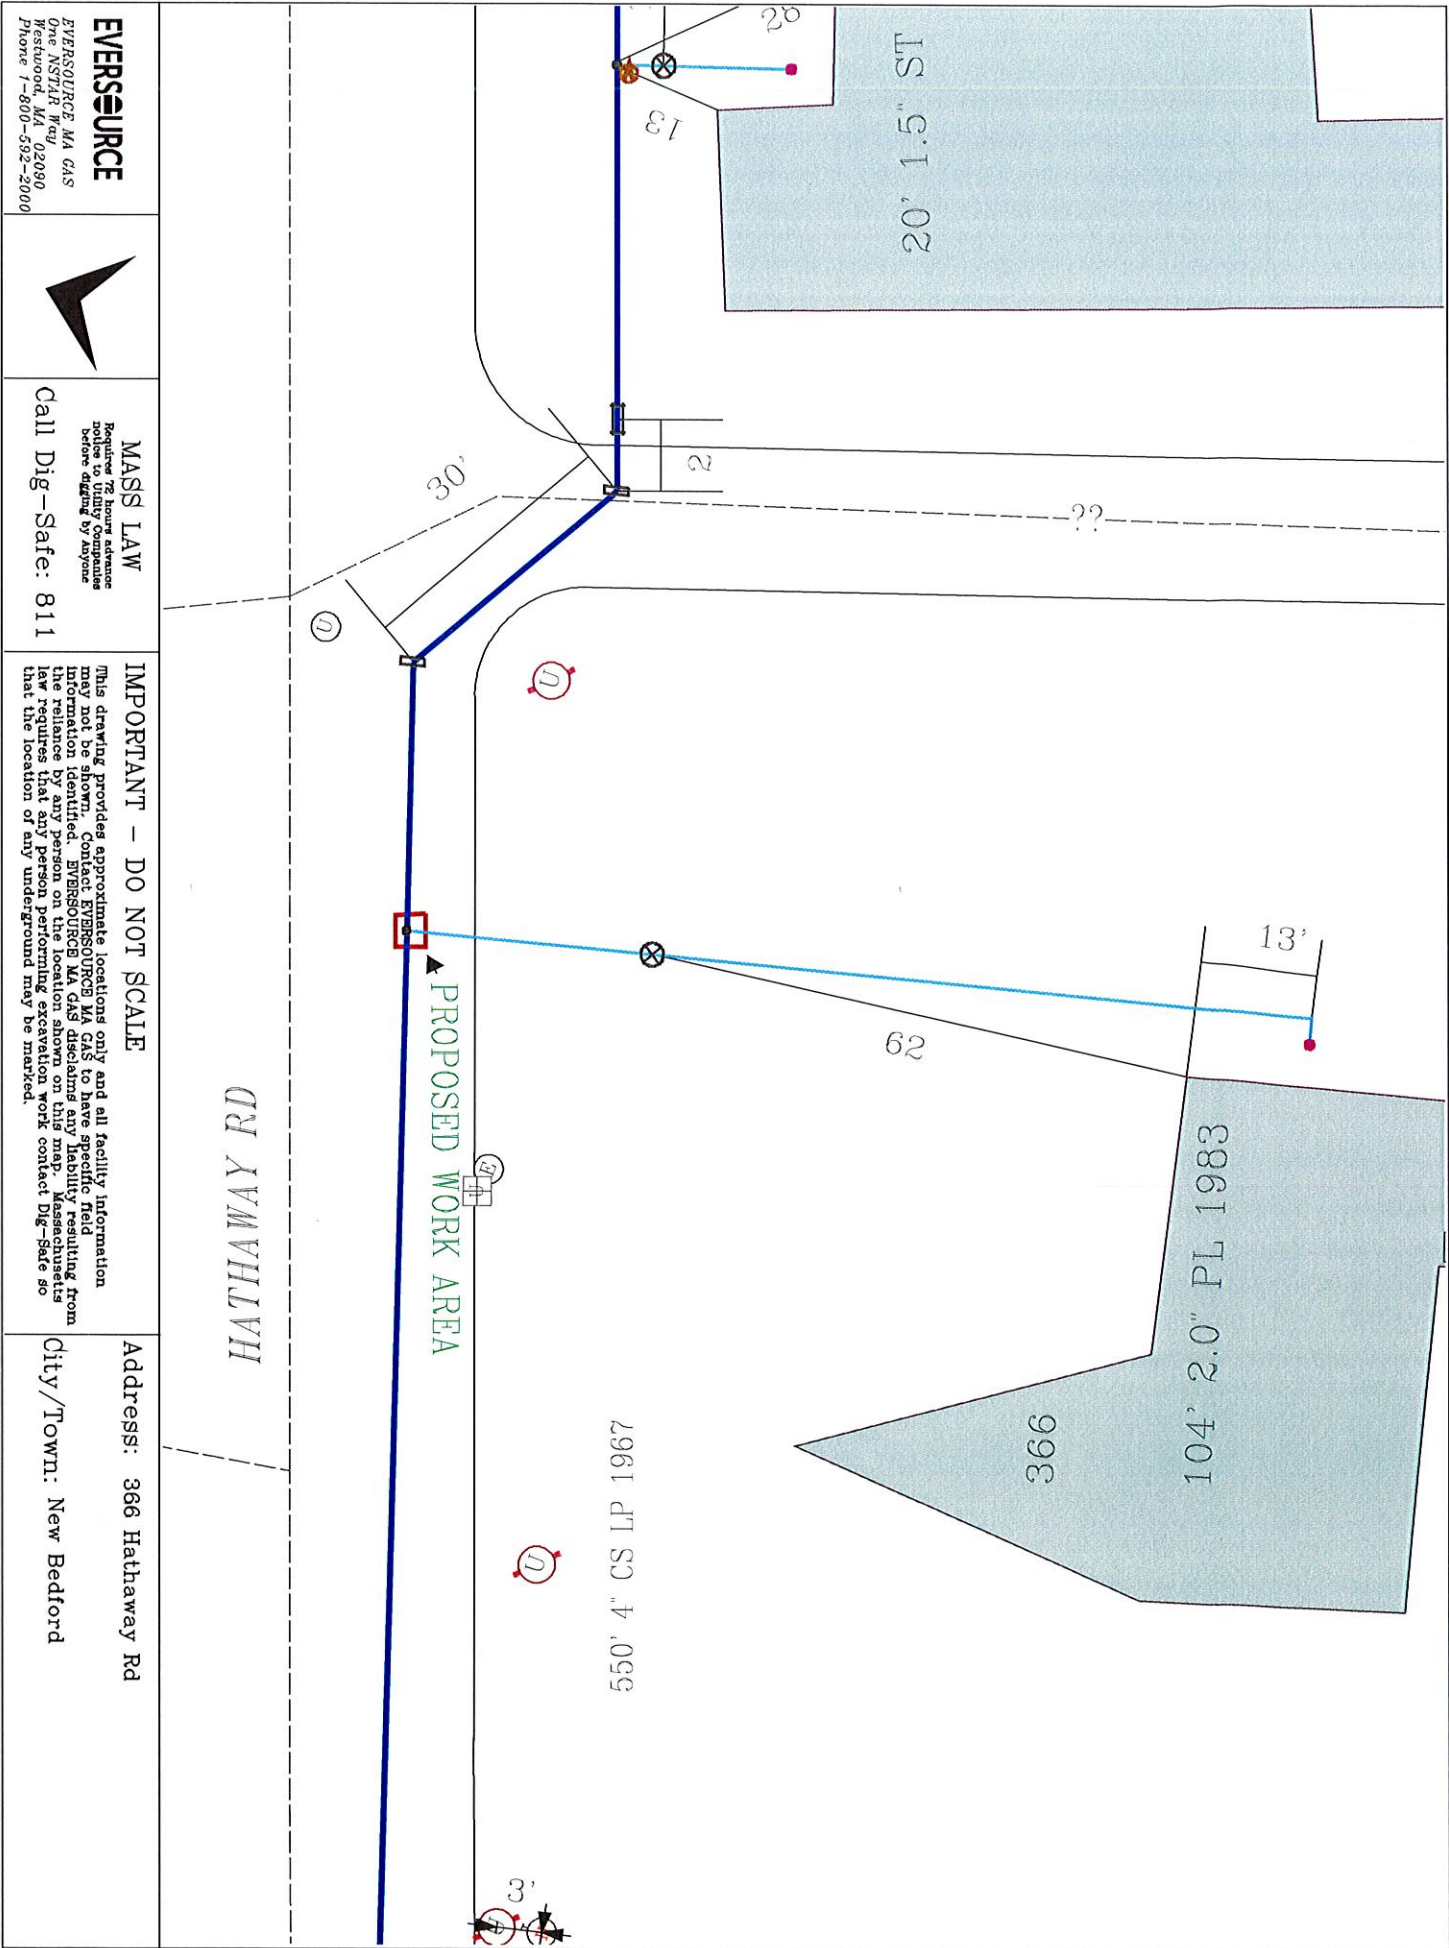 20' 1.5" ST
28
13
2
30'
??
U
U
13'
62
PROPOSED WORK AREA
E
U
HATHAWAY RD
104' 2.0" PL 1983
366
550' 4" CS LP 1967
U
3'
U
EVERSOURCE
EVERSOURCE MA GAS
One NSTAR Way
Westwood, MA 02090
Phone 1-800-592-2000
MASS LAW
Requires 72 hours advance
notice to Utility Companies
before digging by Anyone
Call Dig-Safe: 811
IMPORTANT - DO NOT SCALE
This drawing provides approximate locations only and all facility information
may not be shown. Contact EVERSOURCE MA GAS to have specific field
information identified. EVERSOURCE MA GAS disclaims any liability resulting from
the reliance by any person on the location shown on this map. Massachusetts
law requires that any person performing excavation work contact Dig-Safe so
that the location of any underground may be marked.
Address: 366 Hathaway Rd
City/Town: New Bedford